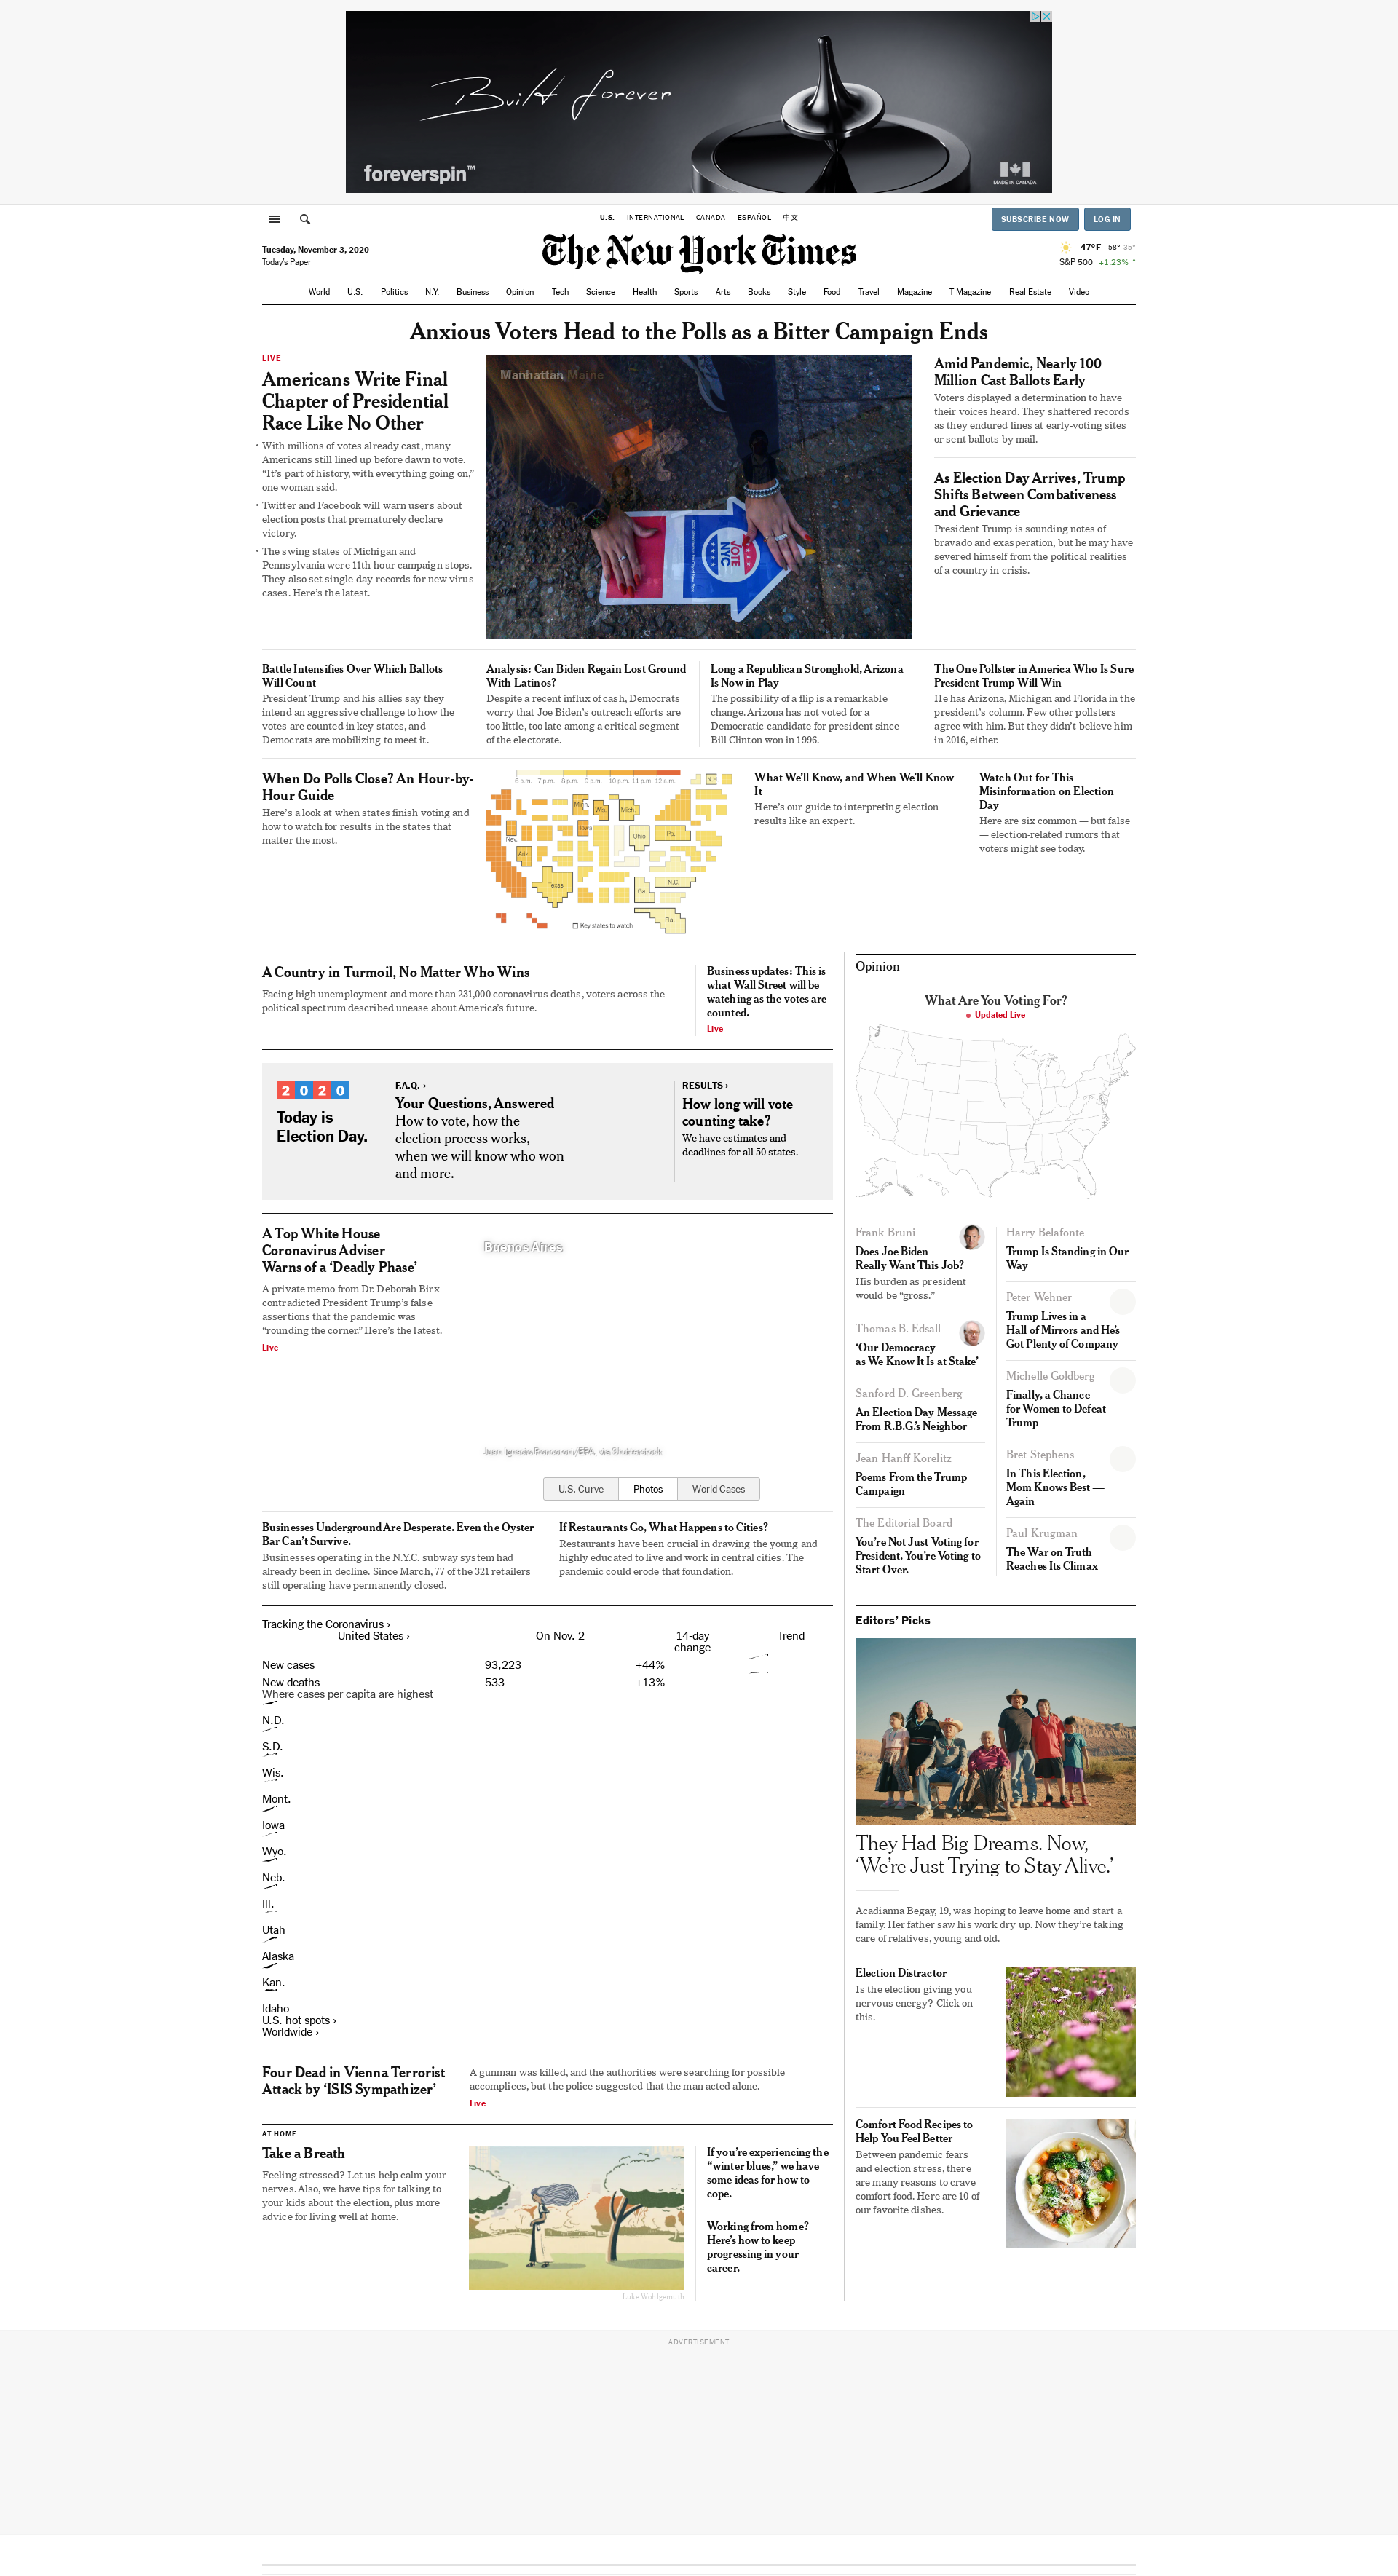 Built forever
foreverspin™
MADE IN CANADA
U.S. INTERNATIONAL CANADA ESPAÑOL 中文
SUBSCRIBE NOW LOG IN
Tuesday, November 3, 2020
Today's Paper
The New York Times
47°F 58° 35°
S&P 500 +1.23% ↑
World U.S. Politics N.Y. Business Opinion Tech Science Health Sports Arts Books Style Food Travel Magazine T Magazine Real Estate Video
Anxious Voters Head to the Polls as a Bitter Campaign Ends
LIVE
Americans Write Final
Chapter of Presidential
Race Like No Other
• With millions of votes already cast, many
Americans still lined up before dawn to vote.
“It’s part of history, with everything going on,”
one woman said.
• Twitter and Facebook will warn users about
election posts that prematurely declare
victory.
• The swing states of Michigan and
Pennsylvania were 11th-hour campaign stops.
They also set single-day records for new virus
cases. Here’s the latest.
Manhattan
Maine
VOTE
NYC
Amid Pandemic, Nearly 100
Million Cast Ballots Early
Voters displayed a determination to have
their voices heard. They shattered records
as they endured lines at early-voting sites
or sent ballots by mail.
As Election Day Arrives, Trump
Shifts Between Combativeness
and Grievance
President Trump is sounding notes of
bravado and exasperation, but he may have
severed himself from the political realities
of a country in crisis.
Battle Intensifies Over Which Ballots
Will Count
President Trump and his allies say they
intend an aggressive challenge to how the
votes are counted in key states, and
Democrats are mobilizing to meet it.
Analysis: Can Biden Regain Lost Ground
With Latinos?
Despite a recent influx of cash, Democrats
worry that Joe Biden’s outreach efforts are
too little, too late among a critical segment
of the electorate.
Long a Republican Stronghold, Arizona
Is Now in Play
The possibility of a flip is a remarkable
change. Arizona has not voted for a
Democratic candidate for president since
Bill Clinton won in 1996.
The One Pollster in America Who Is Sure
President Trump Will Win
He has Arizona, Michigan and Florida in the
president’s column. Few other pollsters
agree with him. But they didn’t believe him
in 2016, either.
When Do Polls Close? An Hour-by-
Hour Guide
Here’s a look at when states finish voting and
how to watch for results in the states that
matter the most.
6 p.m. 7 p.m. 8 p.m. 9 p.m. 10 p.m. 11 p.m. 12 a.m.
N.H.
Minn.
Wis.
Mich.
Nev.
Iowa
Ohio
Pa.
Ariz.
Texas
N.C.
Ga.
Fla.
Key states to watch
What We’ll Know, and When We’ll Know
It
Here’s our guide to interpreting election
results like an expert.
Watch Out for This
Misinformation on Election
Day
Here are six common — but false
— election-related rumors that
voters might see today.
A Country in Turmoil, No Matter Who Wins
Facing high unemployment and more than 231,000 coronavirus deaths, voters across the
political spectrum described unease about America’s future.
Business updates: This is
what Wall Street will be
watching as the votes are
counted.
Live
2020
Today is
Election Day.
F.A.Q. ›
Your Questions, Answered
How to vote, how the
election process works,
when we will know who won
and more.
RESULTS ›
How long will vote
counting take?
We have estimates and
deadlines for all 50 states.
A Top White House
Coronavirus Adviser
Warns of a ‘Deadly Phase’
A private memo from Dr. Deborah Birx
contradicted President Trump’s false
assertions that the pandemic was
“rounding the corner.” Here’s the latest.
Live
Buenos Aires
Juan Ignacio Roncoroni/EPA, via Shutterstock
U.S. Curve Photos World Cases
Businesses Underground Are Desperate. Even the Oyster
Bar Can’t Survive.
Businesses operating in the N.Y.C. subway system had
already been in decline. Since March, 77 of the 321 retailers
still operating have permanently closed.
If Restaurants Go, What Happens to Cities?
Restaurants have been crucial in drawing the young and
highly educated to live and work in central cities. The
pandemic could erode that foundation.
Tracking the Coronavirus ›
United States › On Nov. 2 14-day
change Trend
New cases 93,223 +44%
New deaths 533 +13%
Where cases per capita are highest
N.D.
S.D.
Wis.
Mont.
Iowa
Wyo.
Neb.
Ill.
Utah
Alaska
Kan.
Idaho
U.S. hot spots ›
Worldwide ›
Four Dead in Vienna Terrorist
Attack by ‘ISIS Sympathizer’
A gunman was killed, and the authorities were searching for possible
accomplices, but the police suggested that the man acted alone.
Live
AT HOME
Take a Breath
Feeling stressed? Let us help calm your
nerves. Also, we have tips for talking to
your kids about the election, plus more
advice for living well at home.
Luke Wohlgemuth
If you’re experiencing the
“winter blues,” we have
some ideas for how to
cope.
Working from home?
Here’s how to keep
progressing in your
career.
Opinion
What Are You Voting For?
Updated Live
Frank Bruni
Does Joe Biden
Really Want This Job?
His burden as president
would be “gross.”
Thomas B. Edsall
‘Our Democracy
as We Know It Is at Stake’
Sanford D. Greenberg
An Election Day Message
From R.B.G.’s Neighbor
Jean Hanff Korelitz
Poems From the Trump
Campaign
The Editorial Board
You’re Not Just Voting for
President. You’re Voting to
Start Over.
Harry Belafonte
Trump Is Standing in Our
Way
Peter Wehner
Trump Lives in a
Hall of Mirrors and He’s
Got Plenty of Company
Michelle Goldberg
Finally, a Chance
for Women to Defeat
Trump
Bret Stephens
In This Election,
Mom Knows Best —
Again
Paul Krugman
The War on Truth
Reaches Its Climax
Editors’ Picks
They Had Big Dreams. Now,
‘We’re Just Trying to Stay Alive.’
Acadianna Begay, 19, was hoping to leave home and start a
family. Her father saw his work dry up. Now they’re taking
care of relatives, young and old.
Election Distractor
Is the election giving you
nervous energy? Click on
this.
Comfort Food Recipes to
Help You Feel Better
Between pandemic fears
and election stress, there
are many reasons to crave
comfort food. Here are 10 of
our favorite dishes.
ADVERTISEMENT